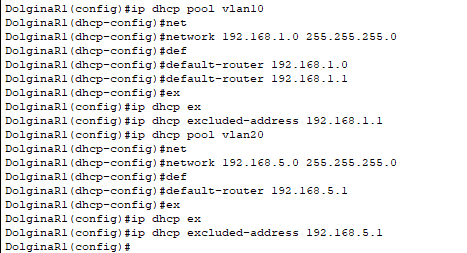 DolginaR1(config)#ip dhcp pool vlan10
DolginaR1(dhcp-config)#net
DolginaR1(dhcp-config)#network 192.168.1.0 255.255.255.0
DolginaR1(dhcp-config)#def
DolginaR1(dhcp-config)#default-router 192.168.1.0
DolginaR1(dhcp-config)#default-router 192.168.1.1
DolginaR1(dhcp-config)#ex
DolginaR1(config)#ip dhcp ex
DolginaR1(config)#ip dhcp excluded-address 192.168.1.1
DolginaR1(config)#ip dhcp pool vlan20
DolginaR1(dhcp-config)#net
DolginaR1(dhcp-config)#network 192.168.5.0 255.255.255.0
DolginaR1(dhcp-config)#def
DolginaR1(dhcp-config)#default-router 192.168.5.1
DolginaR1(dhcp-config)#ex
DolginaR1(config)#ip dhcp ex
DolginaR1(config)#ip dhcp excluded-address 192.168.5.1
DolginaR1(config)#